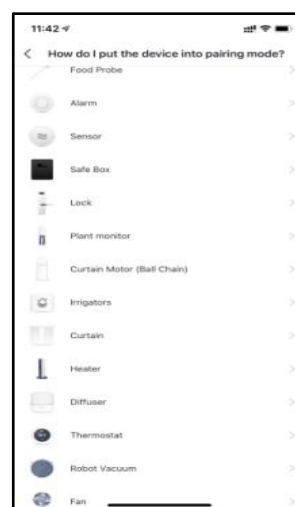 11:42
How do I put the device into pairing mode?
Food Probe
Alarm
Sensor
Safe Box
Lock
Plant monitor
Curtain Motor (Ball Chain)
Irrigators
Curtain
Heater
Diffuser
Thermostat
Robot Vacuum
Fan